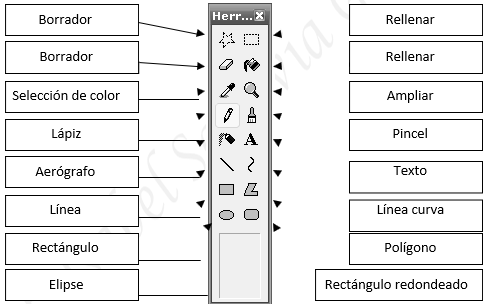 Borrador
Borrador
Selección de color
Lápiz
Aerógrafo
Línea
Rectángulo
Elipse
Herr...
A
Rellenar
Rellenar
Ampliar
Pincel
Texto
Línea curva
Polígono
Rectángulo redondeado